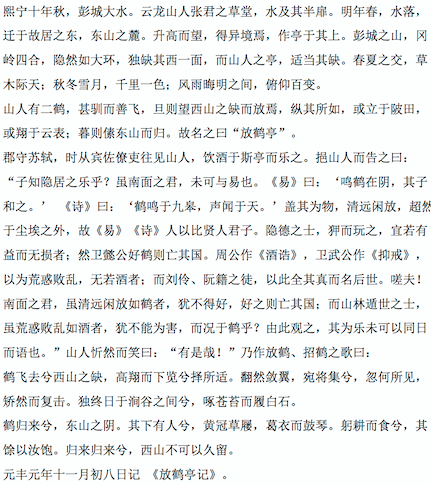 熙宁十年秋，彭城大水。云龙山人张君之草堂，水及其半扉。明年春，水落，
迁于故居之东，东山之麓。升高而望，得异境焉，作亭于其上。彭城之山，冈
岭四合，隐然如大环，独缺其西一面，而山人之亭，适当其缺。春夏之交，草
木际天；秋冬雪月，千里一色；风雨晦明之间，俯仰百变。
山人有二鹤，甚驯而善飞，旦则望西山之缺而放焉，纵其所如，或立于陂田，
或翔于云表；暮则傃东山而归。故名之曰“放鹤亭”。
郡守苏轼，时从宾佐僚吏往见山人，饮酒于斯亭而乐之。挹山人而告之曰：
“子知隐居之乐乎？虽南面之君，未可与易也。《易》曰：‘鸣鹤在阴，其子
和之。’ 《诗》曰：‘鹤鸣于九皋，声闻于天。’盖其为物，清远闲放，超然
于尘埃之外，故《易》《诗》人以比贤人君子。隐德之士，狎而玩之，宜若有
益而无损者；然卫懿公好鹤则亡其国。周公作《酒诰》，卫武公作《抑戒》，
以为荒惑败乱，无若酒者；而刘伶、阮籍之徒，以此全其真而名后世。嗟夫！
南面之君，虽清远闲放如鹤者，犹不得好，好之则亡其国；而山林遁世之士，
虽荒惑败乱如酒者，犹不能为害，而况于鹤乎？由此观之，其为乐未可以同日
而语也。”山人忻然而笑曰：“有是哉！”乃作放鹤、招鹤之歌曰：
鹤飞去兮西山之缺，高翔而下览兮择所适。翻然敛翼，宛将集兮，忽何所见，
矫然而复击。独终日于涧谷之间兮，啄苍苔而履白石。
鹤归来兮，东山之阴。其下有人兮，黄冠草屦，葛衣而鼓琴。躬耕而食兮，其
馀以汝饱。归来归来兮，西山不可以久留。
元丰元年十一月初八日记 《放鹤亭记》。